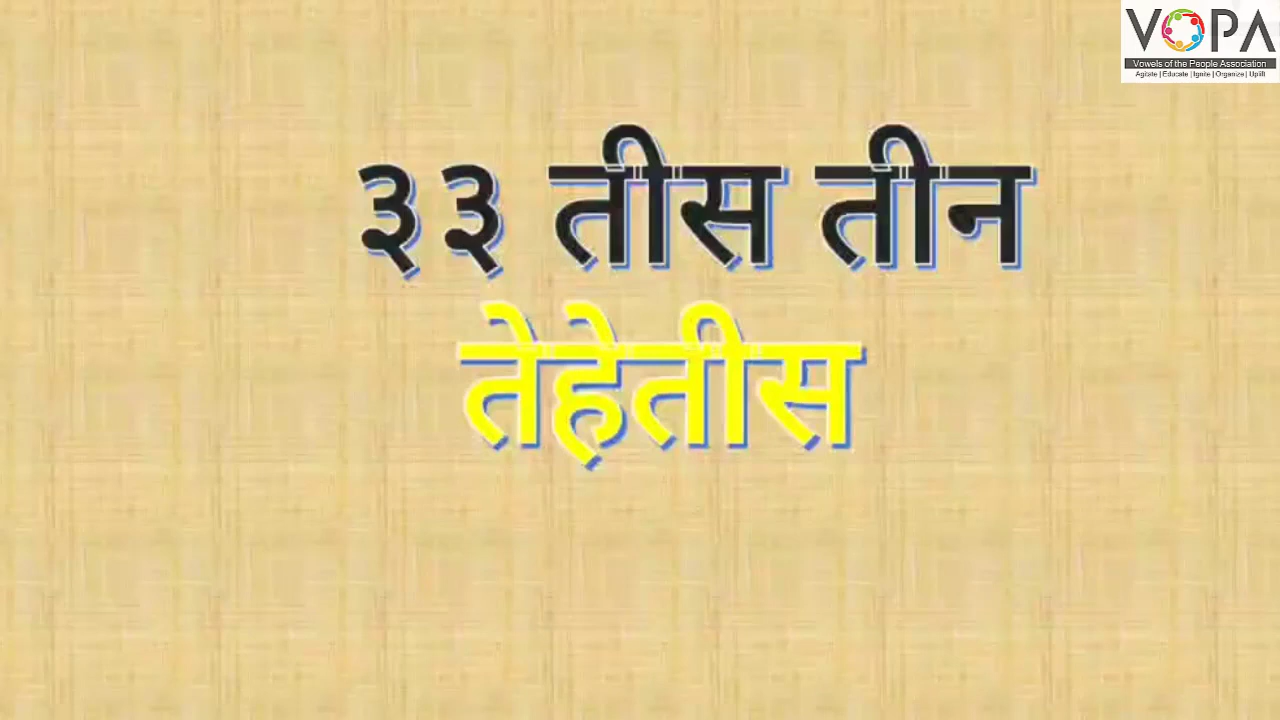 VOPA
Vowels of the People Association
Agitate | Educate | Ignite | Organize | Uplift
३३ तीस तीन
तेहेतीस